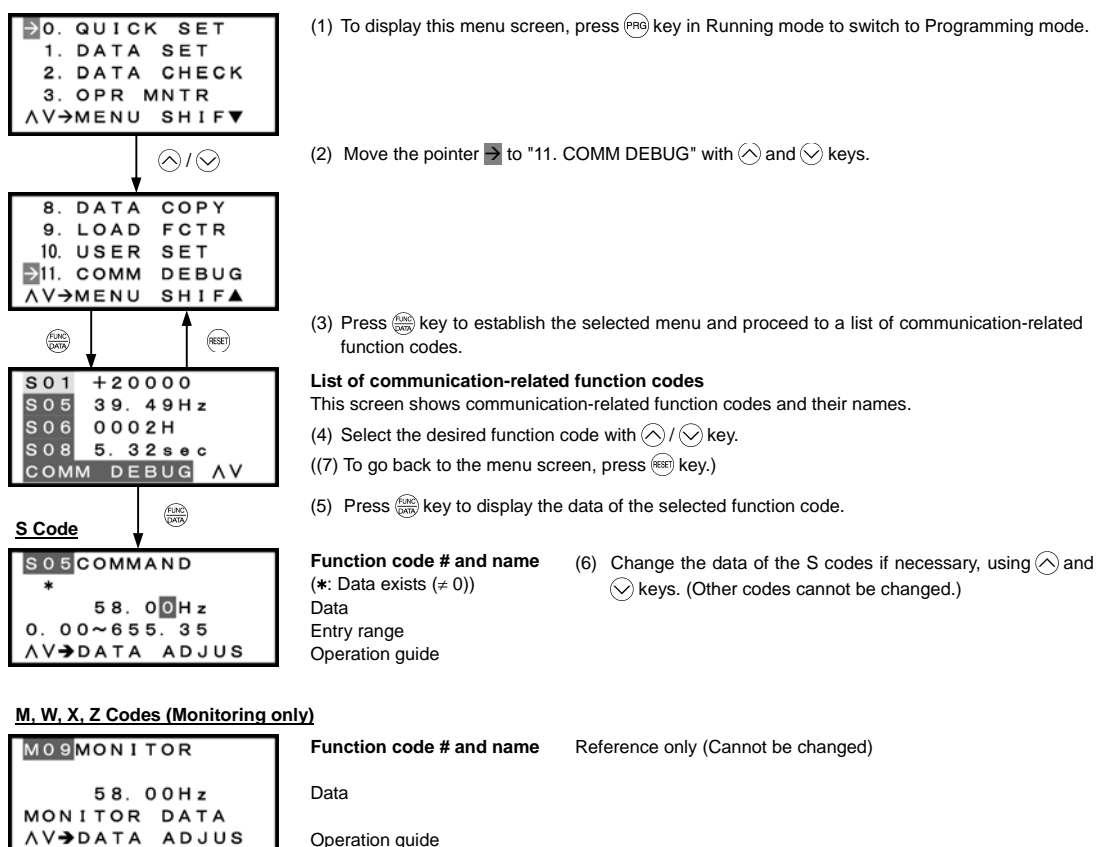 →0. QUICK SET
1. DATA SET
2. DATA CHECK
3. OPR MNTR
∧∨→MENU SHIF▼
(1) To display this menu screen, press PRG key in Running mode to switch to Programming mode.
∧ / ∨
(2) Move the pointer → to "11. COMM DEBUG" with ∧ and ∨ keys.
8. DATA COPY
9. LOAD FCTR
10. USER SET
→11. COMM DEBUG
∧∨→MENU SHIF▲
FUNC DATA
RESET
(3) Press FUNC DATA key to establish the selected menu and proceed to a list of communication-related
function codes.
S01 +20000
S05 39.49Hz
S06 0002H
S08 5.32sec
COMM DEBUG ∧∨
List of communication-related function codes
This screen shows communication-related function codes and their names.
(4) Select the desired function code with ∧ / ∨ key.
((7) To go back to the menu screen, press RESET key.)
(5) Press FUNC DATA key to display the data of the selected function code.
FUNC DATA
S Code
S05COMMAND
*
58.00Hz
0.00~655.35
∧∨→DATA ADJUS
Function code # and name
(*: Data exists (≠ 0))
Data
Entry range
Operation guide
(6) Change the data of the S codes if necessary, using ∧ and
∨ keys. (Other codes cannot be changed.)
M, W, X, Z Codes (Monitoring only)
M09MONITOR
58.00Hz
MONITOR DATA
∧∨→DATA ADJUS
Function code # and name
Data
Operation guide
Reference only (Cannot be changed)